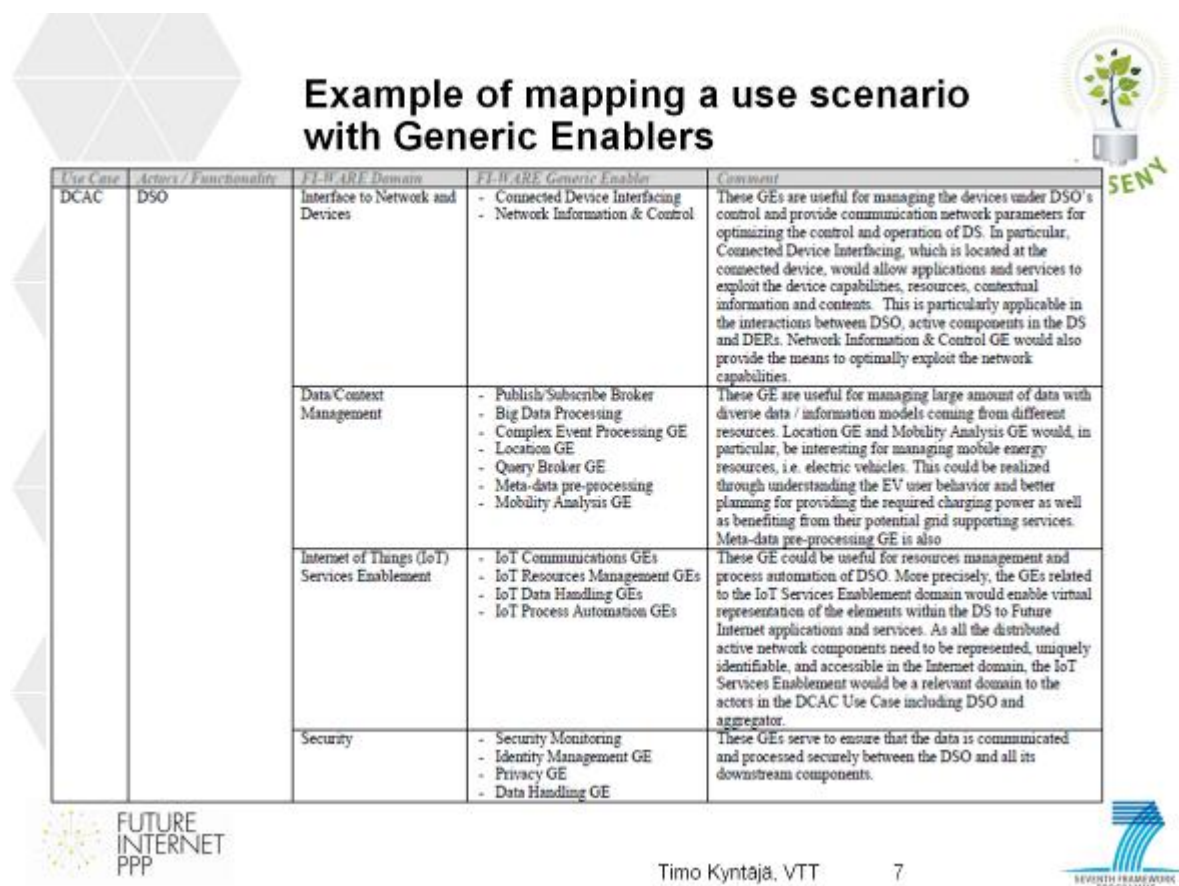 Example of mapping a use scenario
with Generic Enablers
SENY
Use Case Actors / Functionality FI-WARE Domain FI-WARE Generic Enabler Comment
DCAC
DSO
Interface to Network and
Devices
- Connected Device Interfacing
- Network Information & Control
These GEs are useful for managing the devices under DSO's
control and provide communication network parameters for
optimizing the control and operation of DS. In particular,
Connected Device Interfacing, which is located at the
connected device, would allow applications and services to
exploit the device capabilities, resources, contextual
information and contents. This is particularly applicable in
the interactions between DSO, active components in the DS
and DERs. Network Information & Control GE would also
provide the means to optimally exploit the network
capabilities.
Data/Context
Management
- Publish/Subscribe Broker
- Big Data Processing
- Complex Event Processing GE
- Location GE
- Query Broker GE
- Meta-data pre-processing
- Mobility Analysis GE
These GE are useful for managing large amount of data with
diverse data / information models coming from different
resources. Location GE and Mobility Analysis GE would, in
particular, be interesting for managing mobile energy
resources, i.e. electric vehicles. This could be realized
through understanding the EV user behavior and better
planning for providing the required charging power as well
as benefiting from their potential grid supporting services.
Meta-data pre-processing GE is also
Internet of Things (IoT)
Services Enablement
- IoT Communications GEs
- IoT Resources Management GEs
- IoT Data Handling GEs
- IoT Process Automation GEs
These GE could be useful for resources management and
process automation of DSO. More precisely, the GEs related
to the IoT Services Enablement domain would enable virtual
representation of the elements within the DS to Future
Internet applications and services. As all the distributed
active network components need to be represented, uniquely
identifiable, and accessible in the Internet domain, the IoT
Services Enablement would be a relevant domain to the
actors in the DCAC Use Case including DSO and
aggregator.
Security
- Security Monitoring
- Identity Management GE
- Privacy GE
- Data Handling GE
These GEs serve to ensure that the data is communicated
and processed securely between the DSO and all its
downstream components.
FUTURE
INTERNET
PPP
Timo Kyntäjä, VTT 7
SEVENTH FRAMEWORK